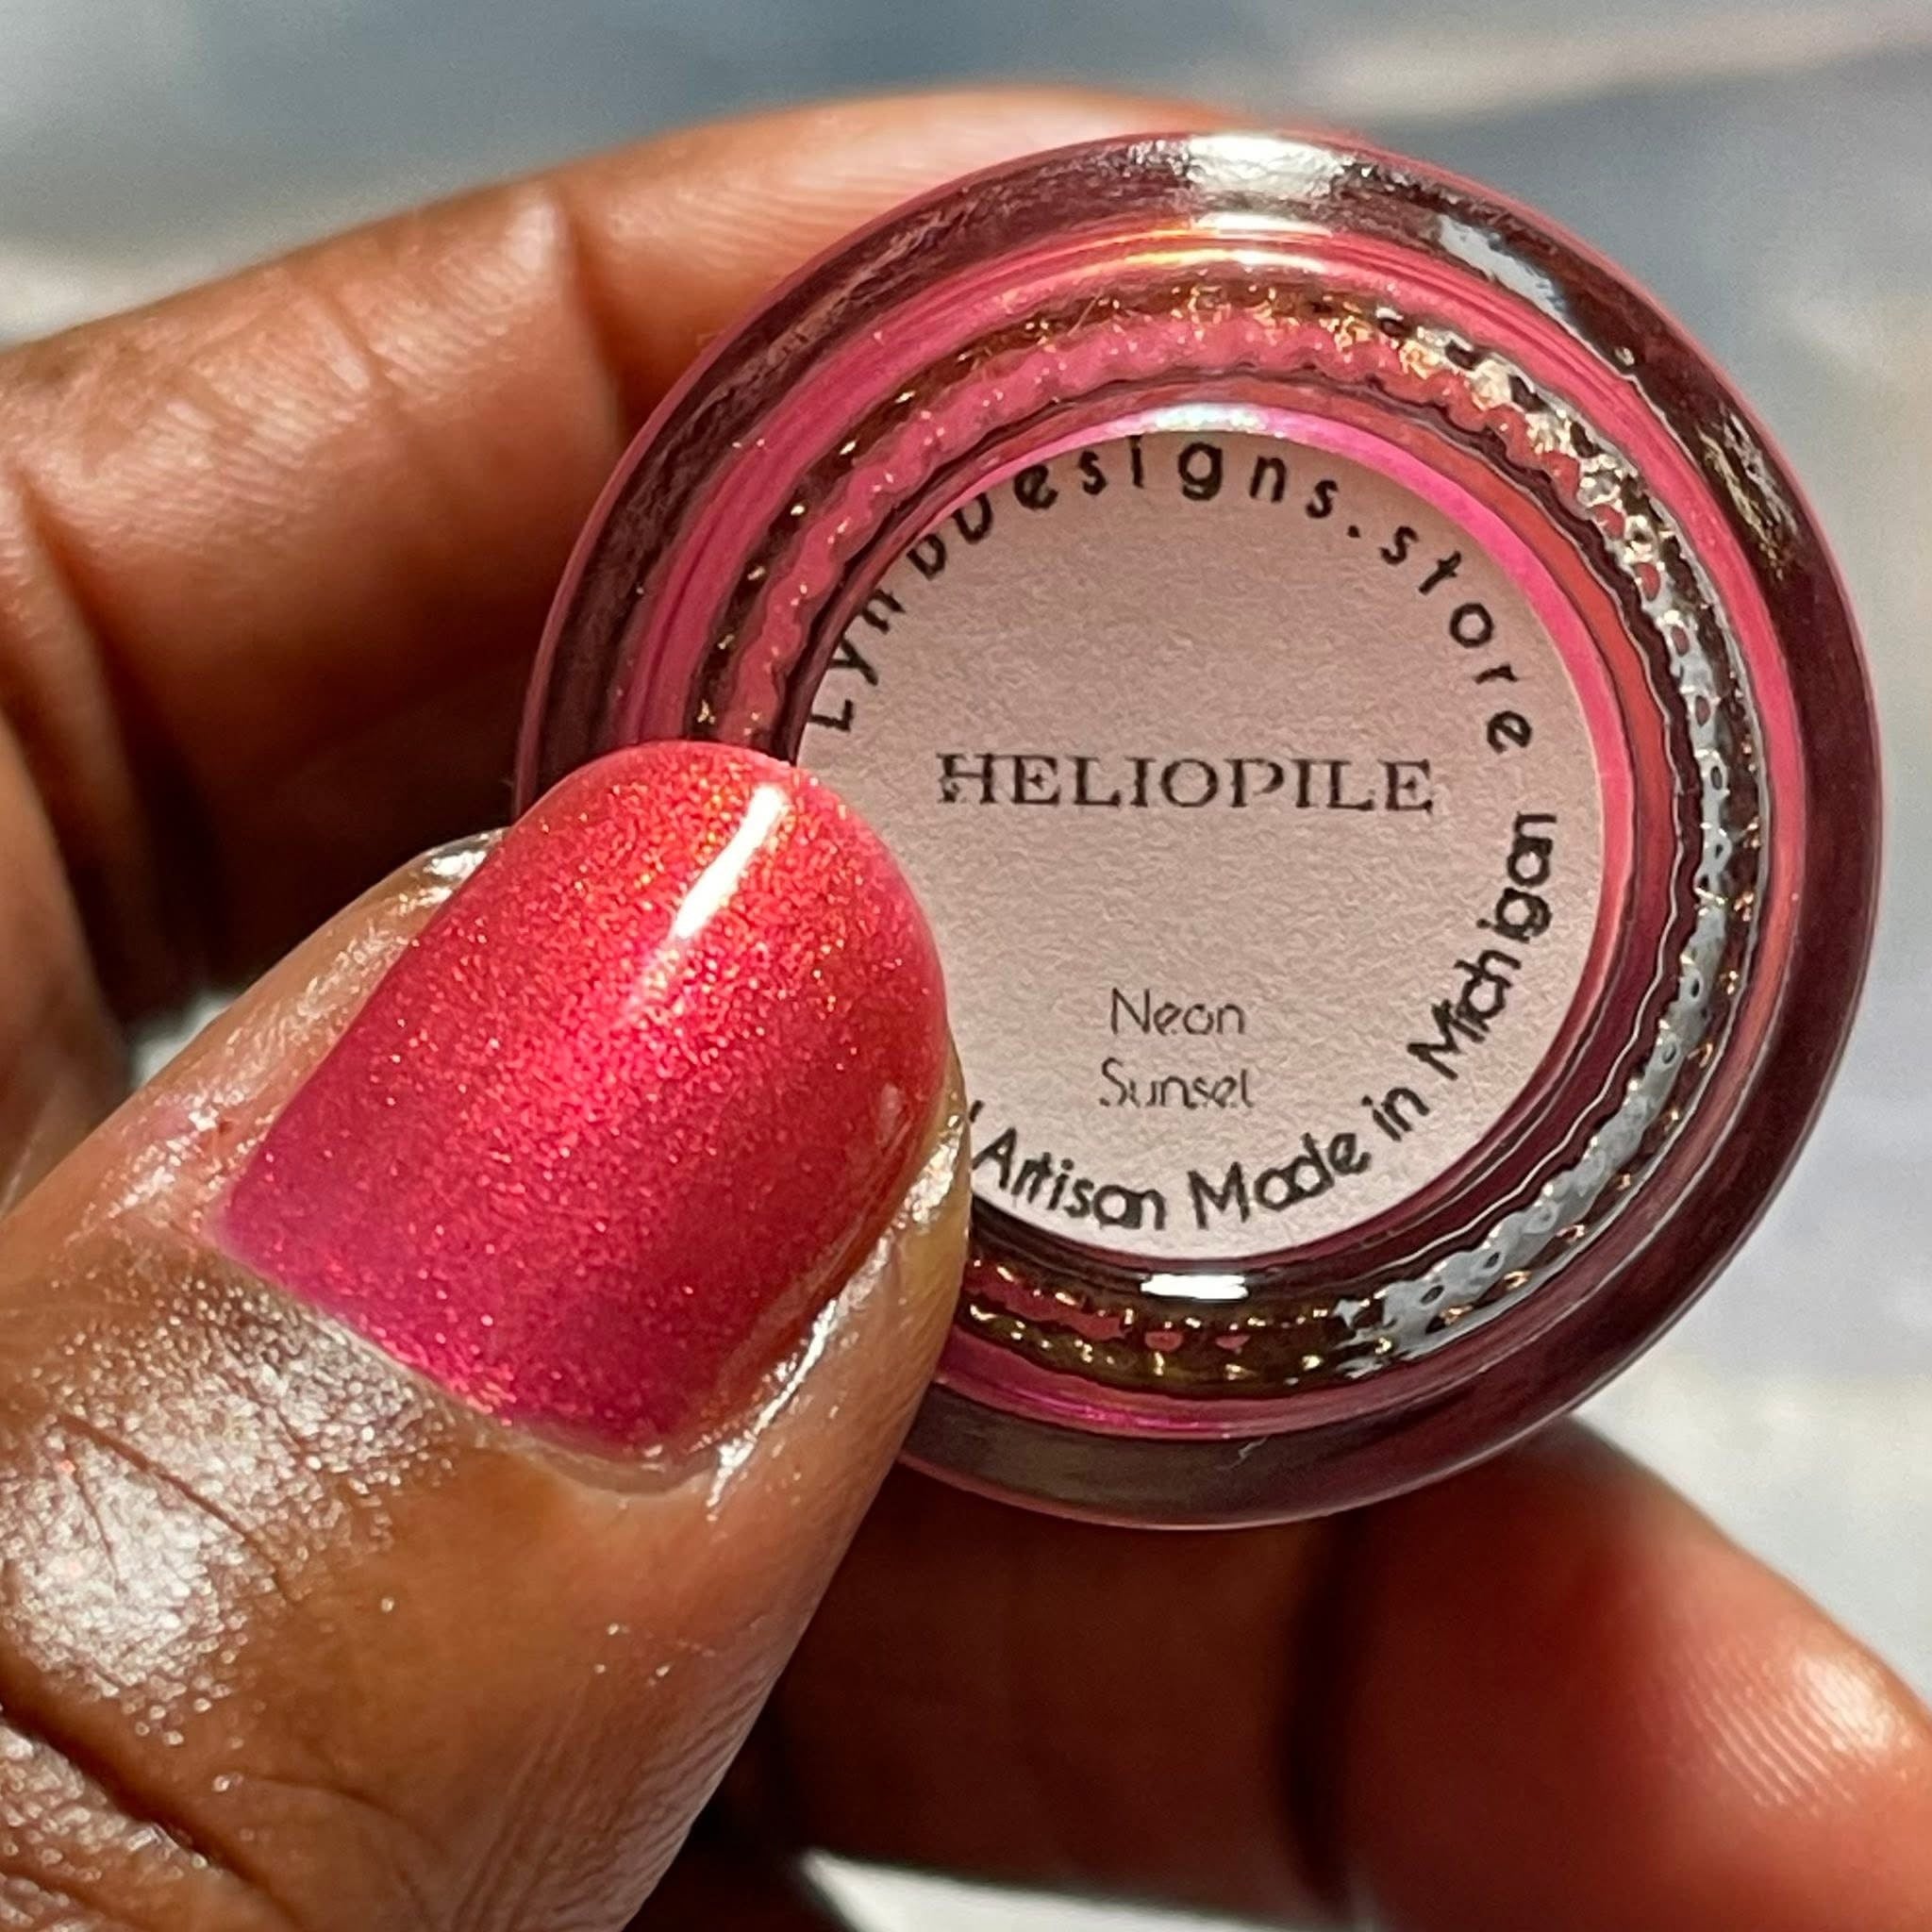 LynBDesigns.store
HELIOPILE
Neon
Sunset
Artisan Made in Michigan